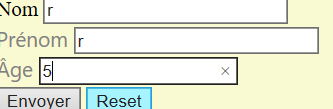 Nom r
Prénom r
Âge 5 ×
Envoyer Reset